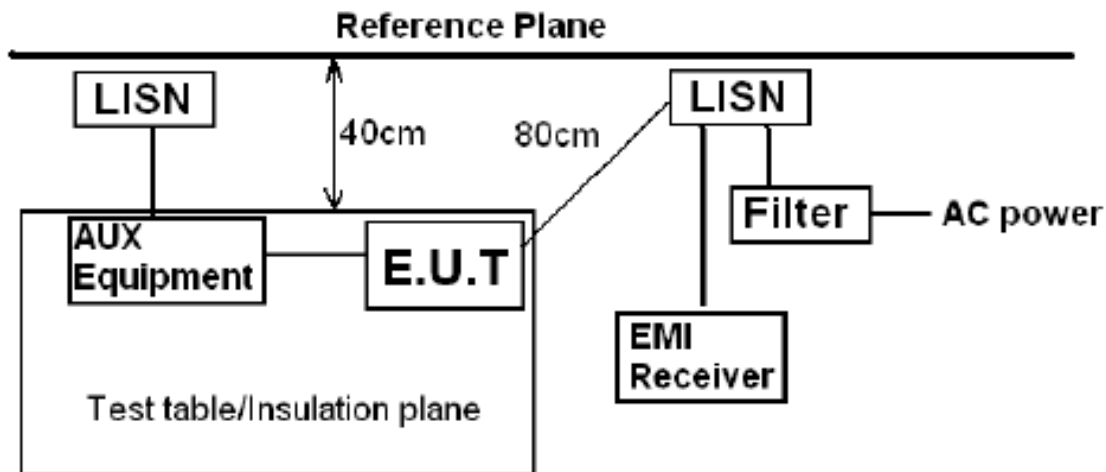 Reference Plane
LISN
40cm
80cm
LISN
Filter
AC power
AUX
Equipment
E.U.T
EMI
Receiver
Test table/Insulation plane